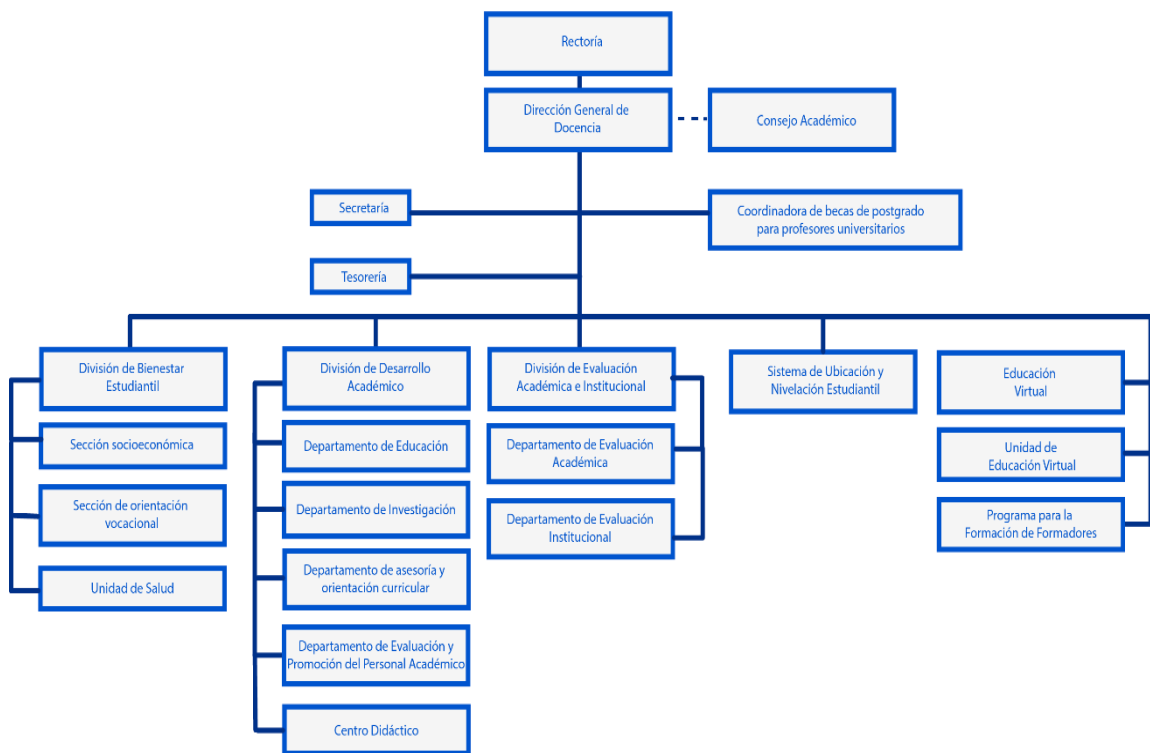 Rectoría
Dirección General de
Docencia
Consejo Académico
Secretaría
Coordinadora de becas de postgrado
para profesores universitarios
Tesorería
División de Bienestar
Estudiantil
Sección socioeconómica
Sección de orientación
vocacional
Unidad de Salud
División de Desarrollo
Académico
Departamento de Educación
Departamento de Investigación
Departamento de asesoría y
orientación curricular
Departamento de Evaluación y
Promoción del Personal Académico
Centro Didáctico
División de Evaluación
Académica e Institucional
Departamento de Evaluación
Académica
Departamento de Evaluación
Institucional
Sistema de Ubicación y
Nivelación Estudiantil
Educación
Virtual
Unidad de
Educación Virtual
Programa para la
Formación de Formadores